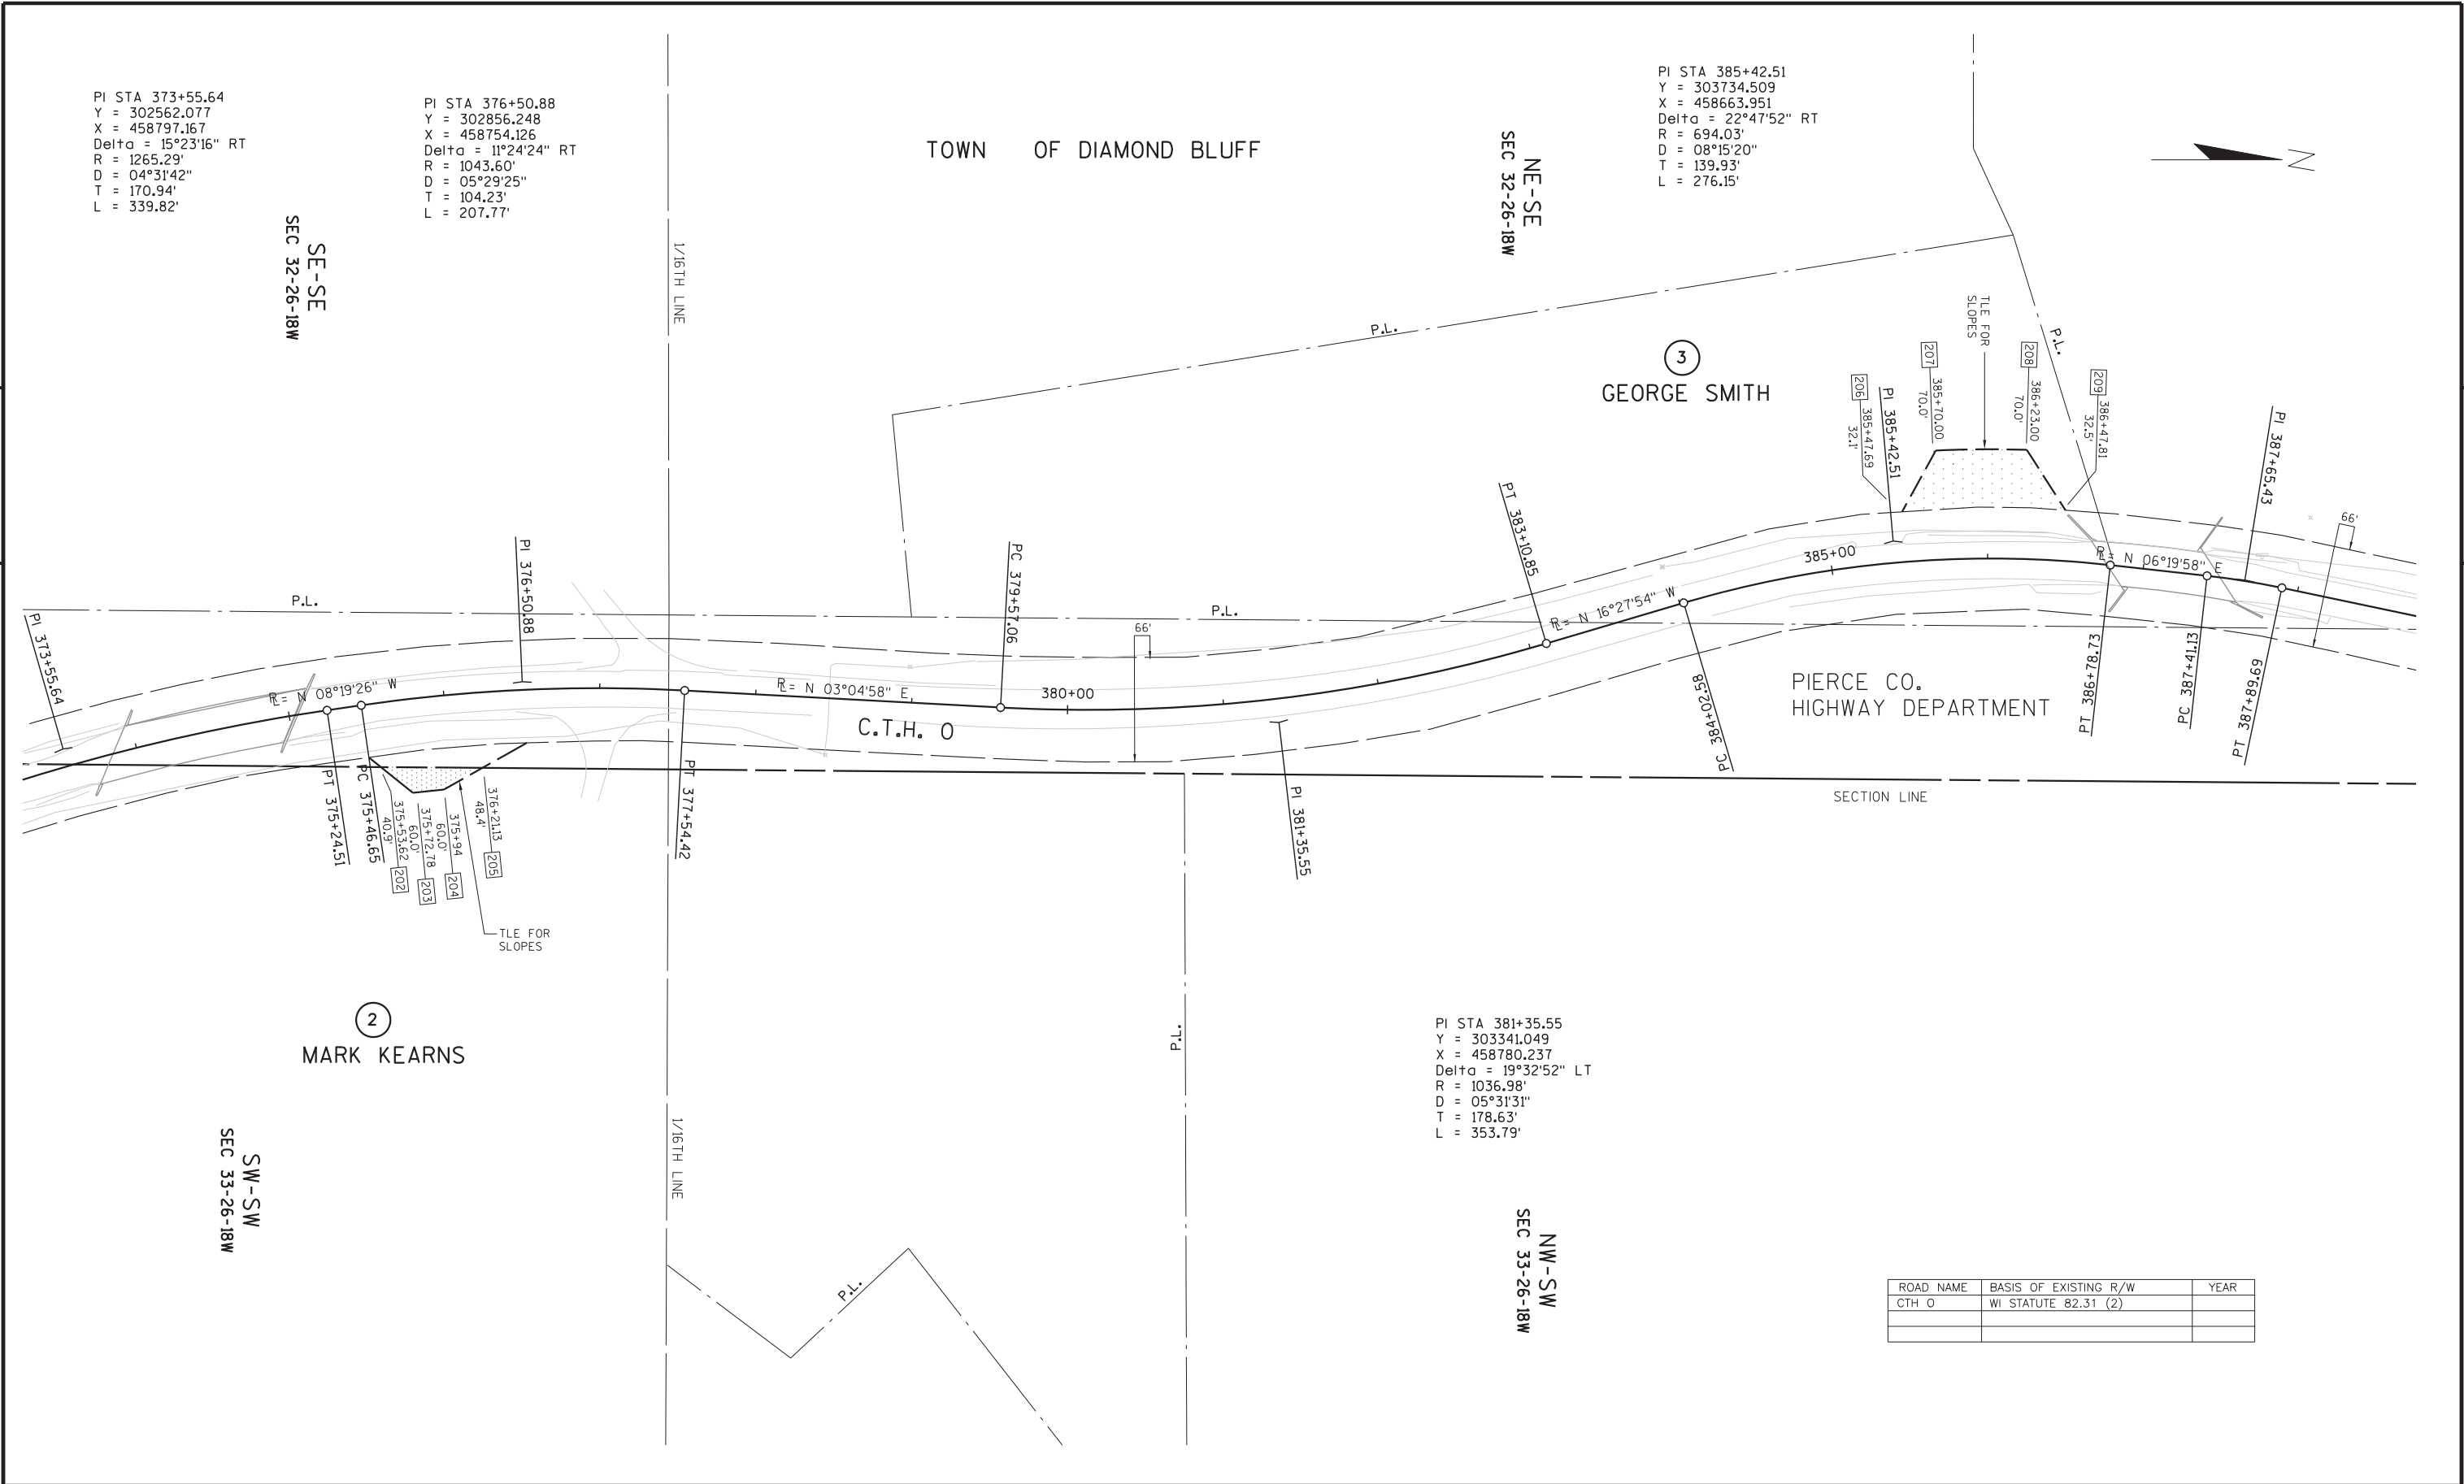 PI STA 373+55.64
Y = 302562.077
X = 458797.167
Delta = 15°23'16" RT
R = 1265.29'
D = 04°31'42"
T = 170.94'
L = 339.82'
PI STA 376+50.88
Y = 302856.248
X = 458754.126
Delta = 11°24'24" RT
R = 1043.60'
D = 05°29'25"
T = 104.23'
L = 207.77'
TOWN OF DIAMOND BLUFF
PI STA 385+42.51
Y = 303734.509
X = 458663.951
Delta = 22°47'52" RT
R = 694.03'
D = 08°15'20"
T = 139.93'
L = 276.15'
N
SE-SE
SEC 32-26-18W
1/16TH LINE
NE-SE
SEC 32-26-18W
P.L.
3
GEORGE SMITH
TLE FOR
SLOPES
P.L.
206
385+47.69
32.1'
207
385+70.00
70.0'
208
386+23.00
70.0'
209
386+47.81
32.5'
PI 385+42.51
PI 387+65.43
66'
PI 373+55.64
P.L.
PI 376+50.88
PC 379+57.06
P.L.
66'
PT 383+10.85
385+00
RL= N 08°19'26" W
RL= N 03°04'58" E
380+00
RL= N 16°27'54" W
RL= N 06°19'58" E
C.T.H. O
PT 375+24.51
PC 375+46.65
375+53.62
40.9'
202
375+72.78
60.0'
203
375+94
60.0'
204
376+21.13
48.4'
205
TLE FOR
SLOPES
PT 377+54.42
PI 381+35.55
PC 384+02.58
PIERCE CO.
HIGHWAY DEPARTMENT
PT 386+78.73
PC 387+41.13
PT 387+89.69
SECTION LINE
2
MARK KEARNS
P.L.
PI STA 381+35.55
Y = 303341.049
X = 458780.237
Delta = 19°32'52" LT
R = 1036.98'
D = 05°31'31"
T = 178.63'
L = 353.79'
SW-SW
SEC 33-26-18W
1/16TH LINE
P.L.
NW-SW
SEC 33-26-18W
ROAD NAME BASIS OF EXISTING R/W YEAR
CTH O WI STATUTE 82.31 (2)